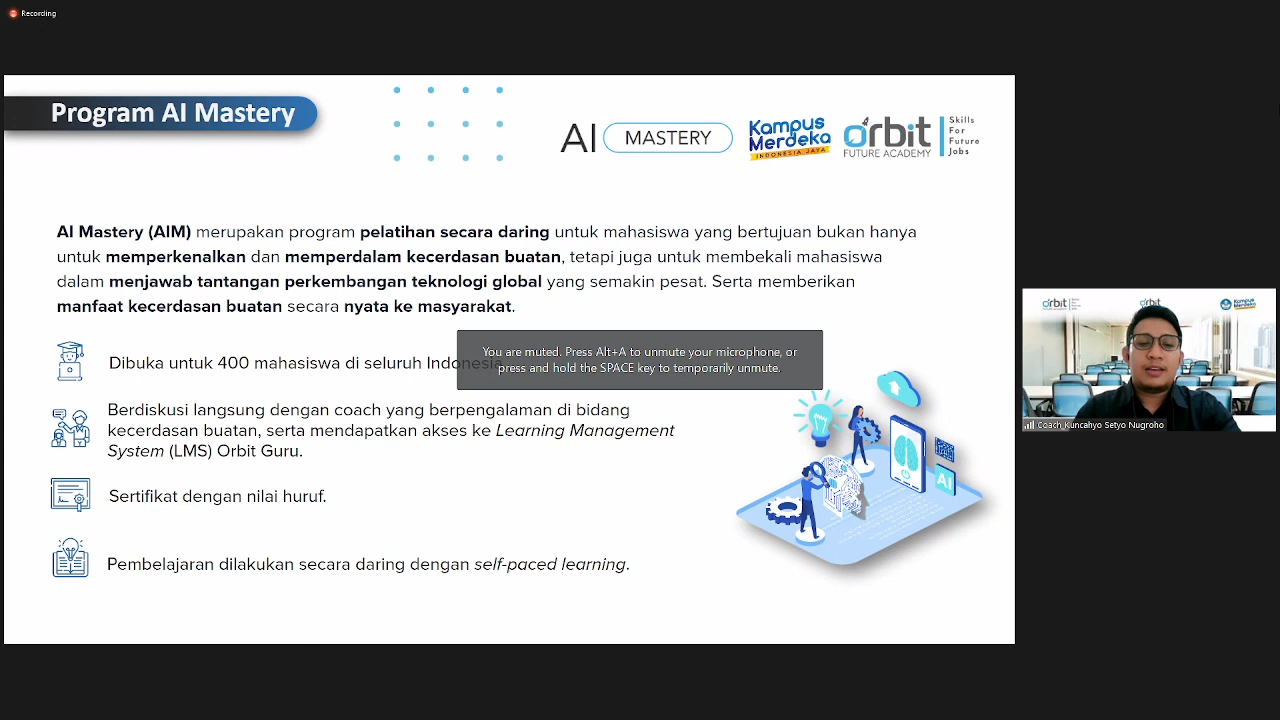 Recording
Program AI Mastery
AI MASTERY
Kampus
Merdeka
INDONESIA JAYA
orbit
FUTURE ACADEMY
Skills
For
Future
Jobs
AI Mastery (AIM) merupakan program pelatihan secara daring untuk mahasiswa yang bertujuan bukan hanya
untuk memperkenalkan dan memperdalam kecerdasan buatan, tetapi juga untuk membekali mahasiswa
dalam menjawab tantangan perkembangan teknologi global yang semakin pesat. Serta memberikan
manfaat kecerdasan buatan secara nyata ke masyarakat.
You are muted. Press Alt+A to unmute your microphone, or
press and hold the SPACE key to temporarily unmute.
Dibuka untuk 400 mahasiswa di seluruh Indonesia
Berdiskusi langsung dengan coach yang berpengalaman di bidang
kecerdasan buatan, serta mendapatkan akses ke Learning Management
System (LMS) Orbit Guru.
Sertifikat dengan nilai huruf.
Pembelajaran dilakukan secara daring dengan self-paced learning.
AI
orbit
orbit
Kampus
Merdeka
Coach Kuncahyo Setyo Nugroho